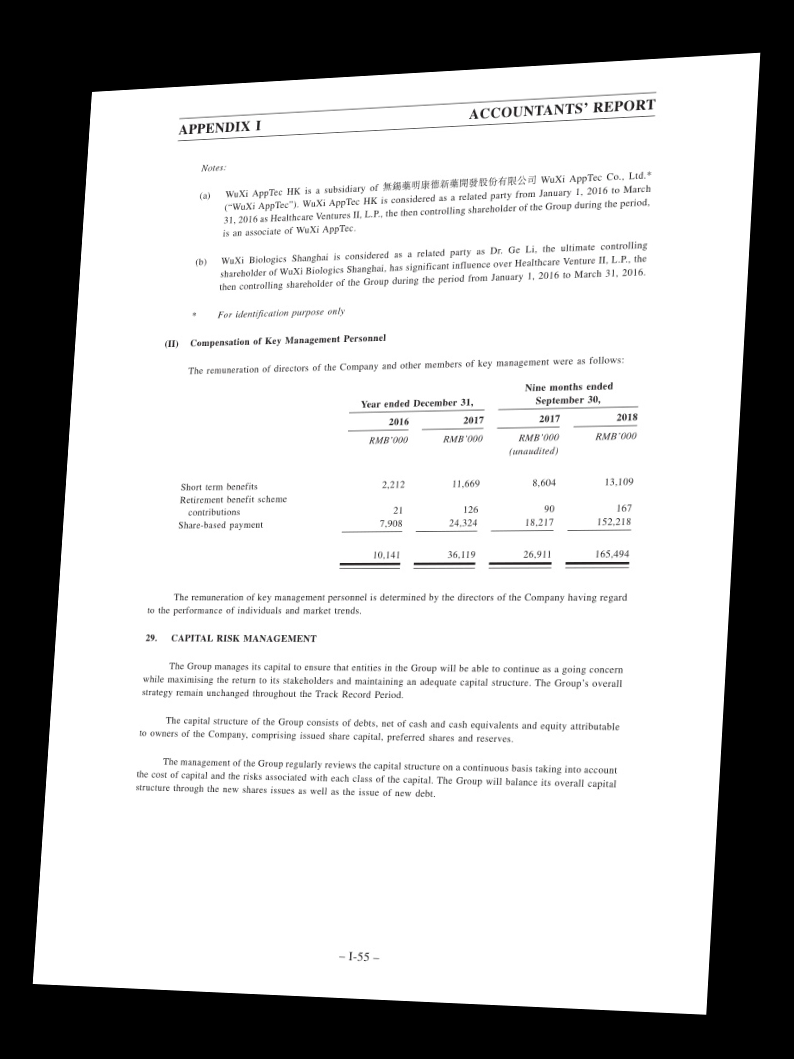 APPENDIX I ACCOUNTANTS' REPORT
Notes:
(a) WuXi AppTec HK is a subsidiary of 無錫藥明康德新藥開發股份有限公司 WuXi AppTec Co., Ltd.*
(“WuXi AppTec”). WuXi AppTec HK is considered as a related party from January 1, 2016 to March
31, 2016 as Healthcare Ventures II, L.P., the then controlling shareholder of the Group during the period,
is an associate of WuXi AppTec.
(b) WuXi Biologics Shanghai is considered as a related party as Dr. Ge Li, the ultimate controlling
shareholder of WuXi Biologics Shanghai, has significant influence over Healthcare Venture II, L.P., the
then controlling shareholder of the Group during the period from January 1, 2016 to March 31, 2016.
* For identification purpose only
(II) Compensation of Key Management Personnel
The remuneration of directors of the Company and other members of key management were as follows:
Nine months ended
Year ended December 31, September 30,
2016 2017 2017 2018
RMB'000 RMB'000 RMB'000 RMB'000
(unaudited)
Short term benefits 2,212 11,669 8,604 13,109
Retirement benefit scheme
contributions 21 126 90 167
Share-based payment 7,908 24,324 18,217 152,218
10,141 36,119 26,911 165,494
The remuneration of key management personnel is determined by the directors of the Company having regard
to the performance of individuals and market trends.
29. CAPITAL RISK MANAGEMENT
The Group manages its capital to ensure that entities in the Group will be able to continue as a going concern
while maximising the return to its stakeholders and maintaining an adequate capital structure. The Group's overall
strategy remain unchanged throughout the Track Record Period.
The capital structure of the Group consists of debts, net of cash and cash equivalents and equity attributable
to owners of the Company, comprising issued share capital, preferred shares and reserves.
The management of the Group regularly reviews the capital structure on a continuous basis taking into account
the cost of capital and the risks associated with each class of the capital. The Group will balance its overall capital
structure through the new shares issues as well as the issue of new debt.
– I-55 –